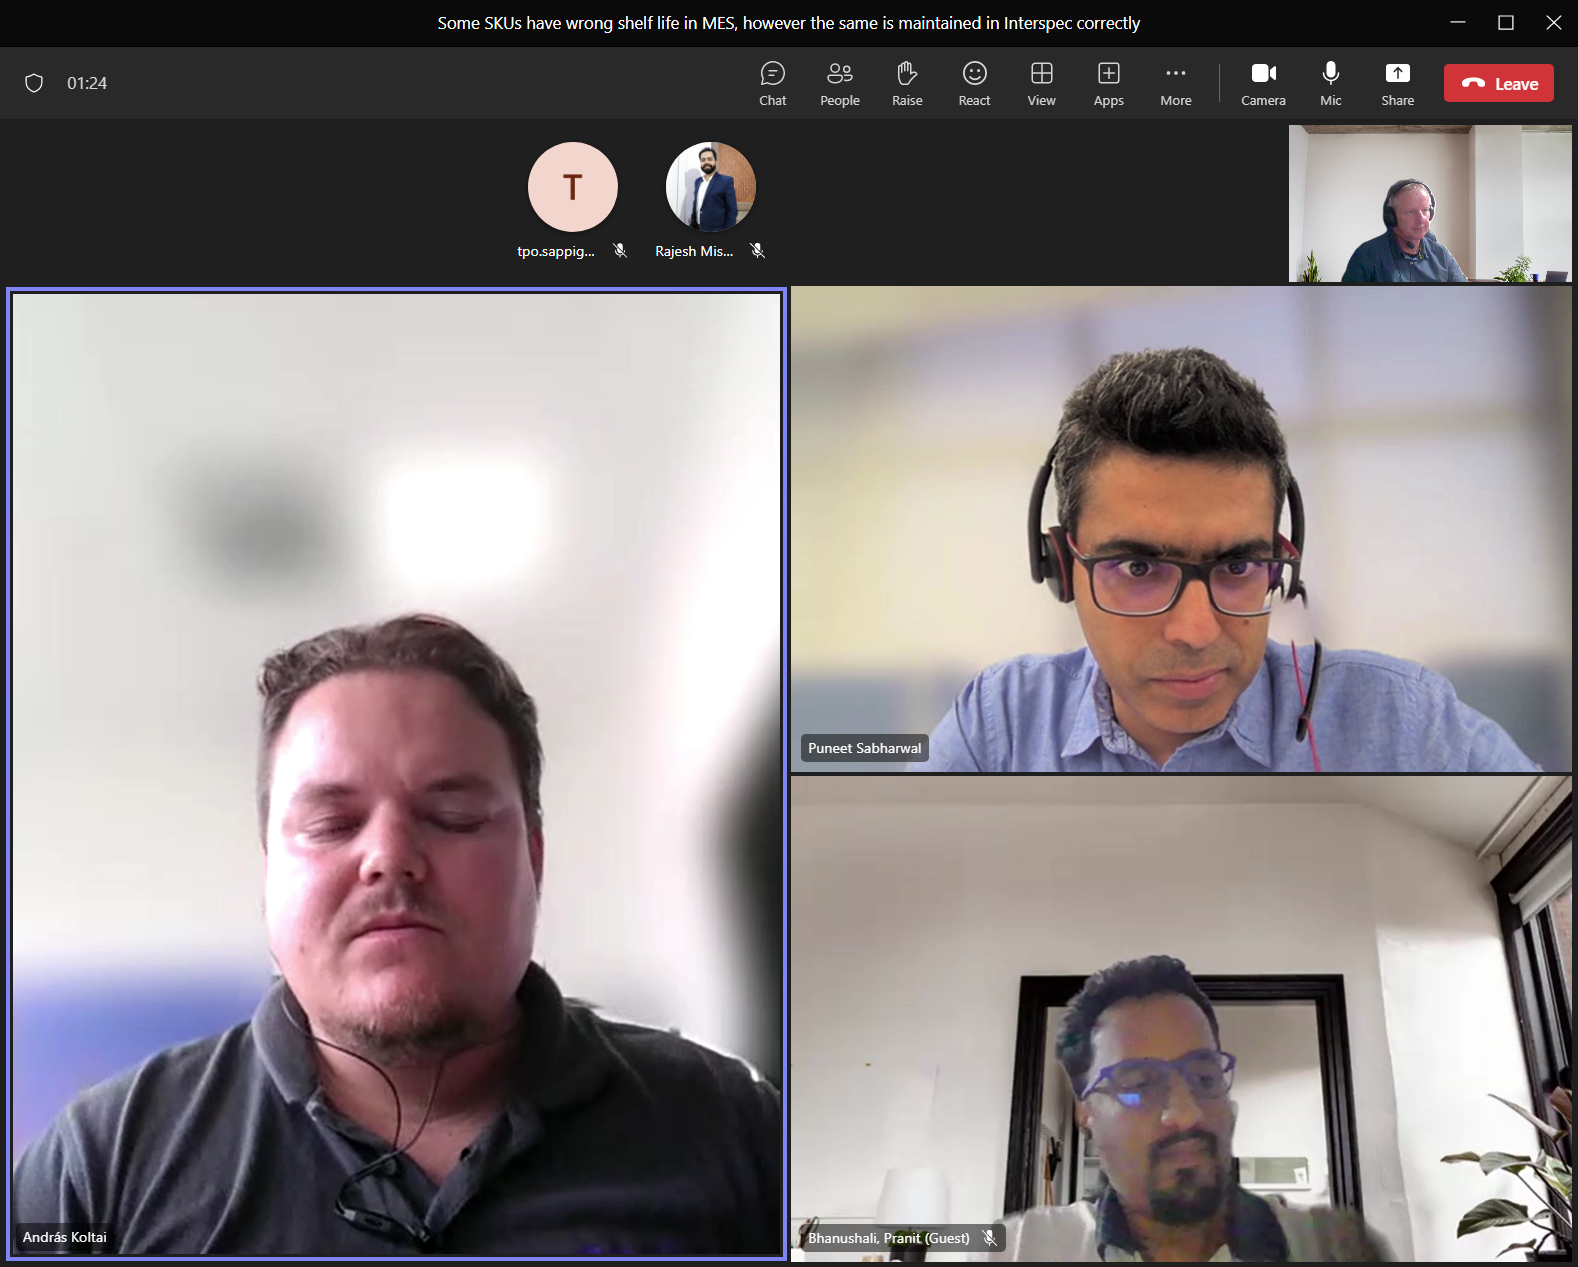 Some SKUs have wrong shelf life in MES, however the same is maintained in Interspec correctly
01:24
Chat
People
Raise
React
View
Apps
More
Camera
Mic
Share
Leave
T
tpo.sappig...
Rajesh Mis...
Puneet Sabharwal
András Koltai
Bhanushali, Pranit (Guest)